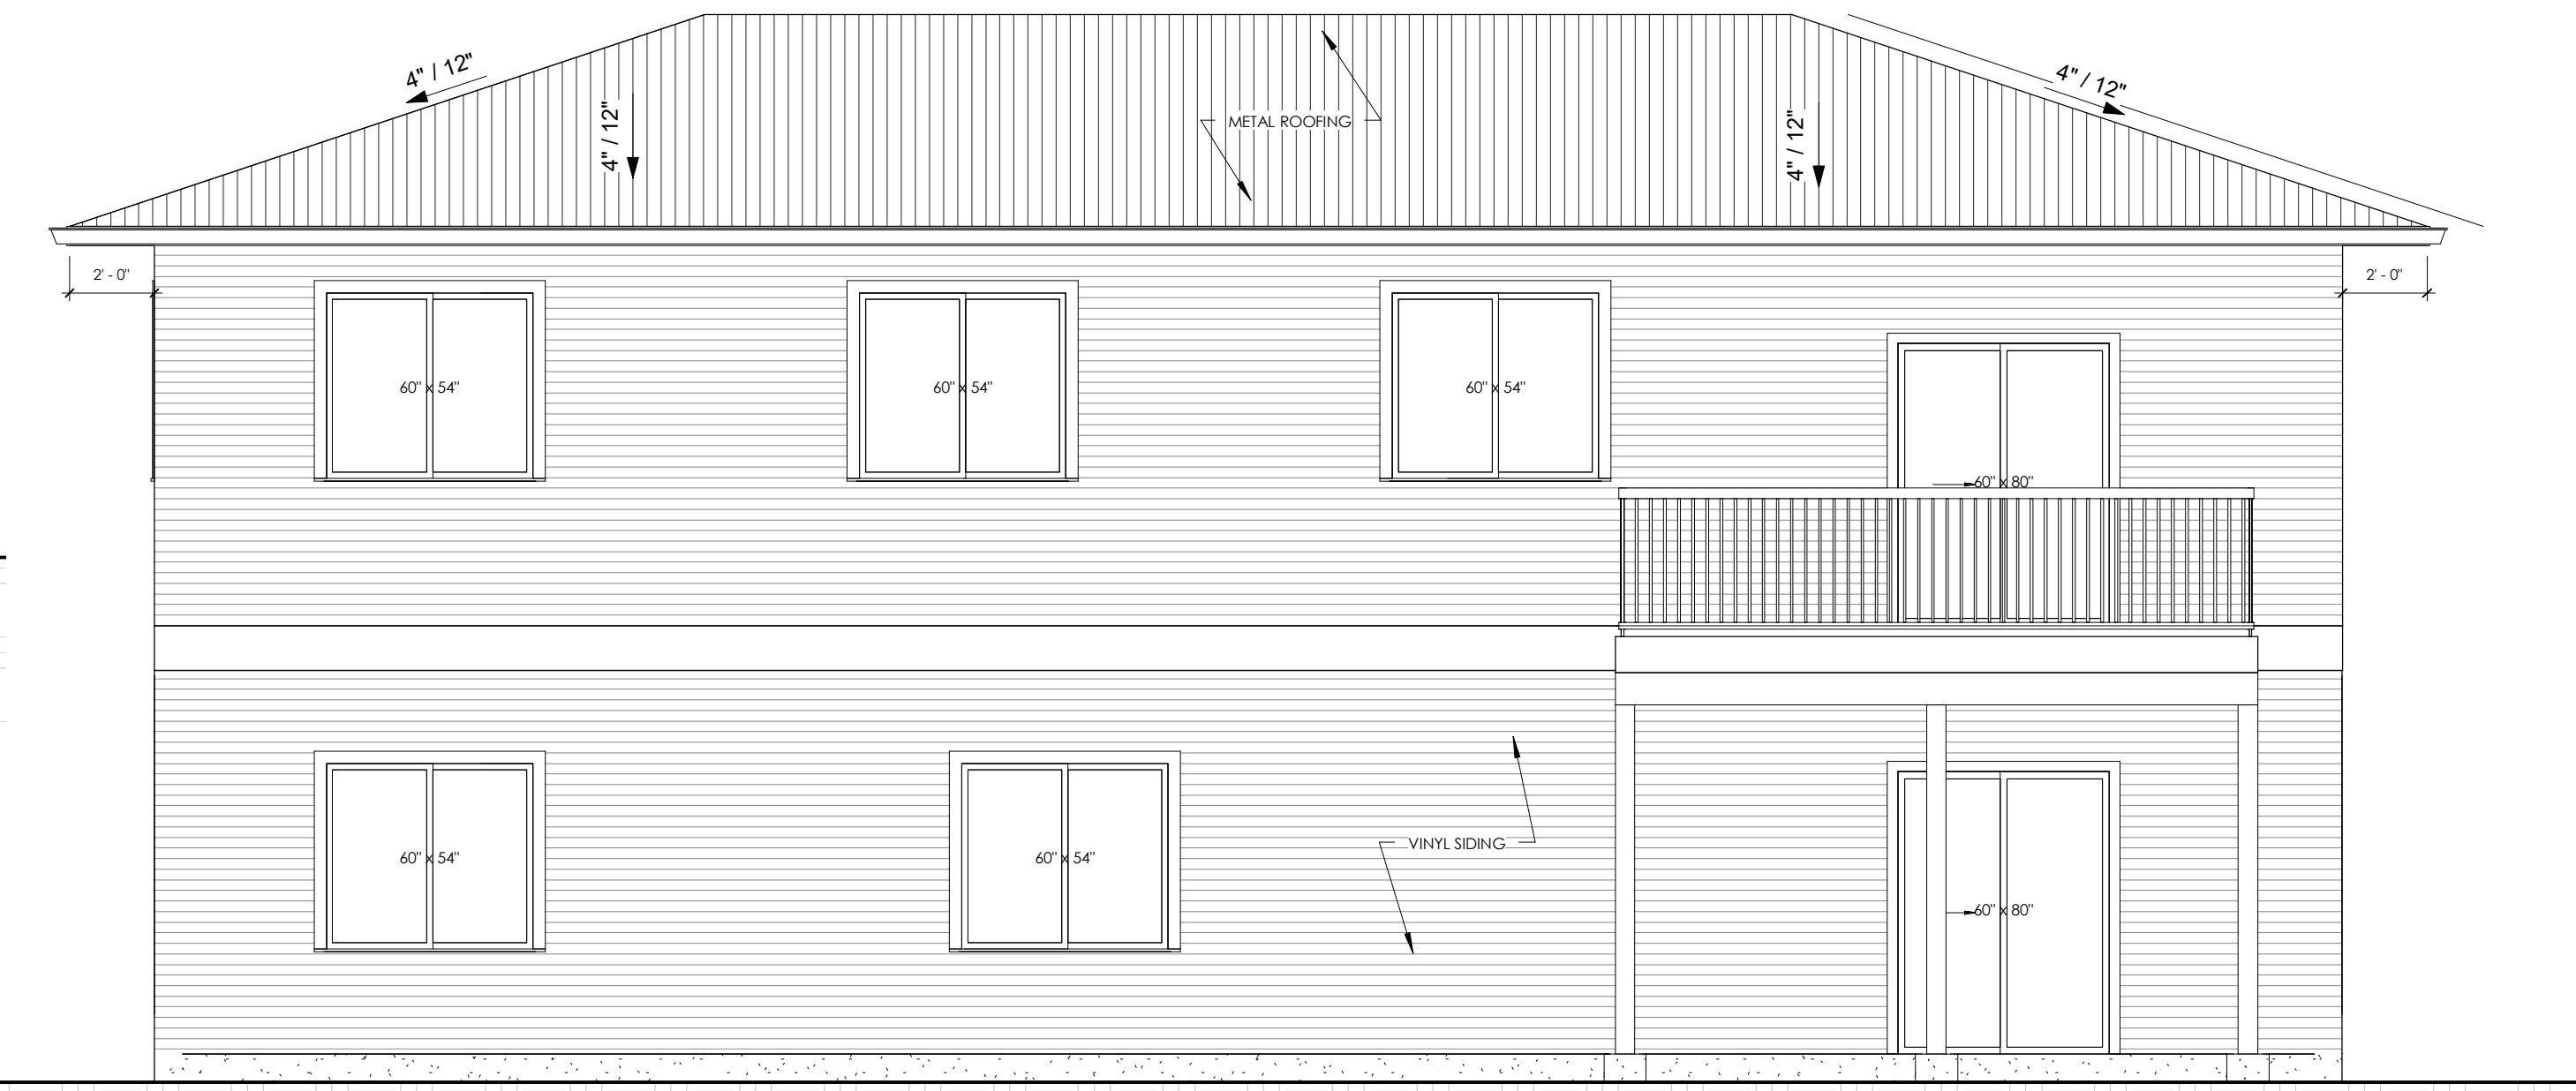 4" / 12"
4" / 12"
4" / 12"
METAL ROOFING
4" / 12"
2' - 0"
2' - 0"
60" x 54"
60" x 54"
60" x 54"
60" x 80"
VINYL SIDING
60" x 54"
60" x 54"
60" x 80"